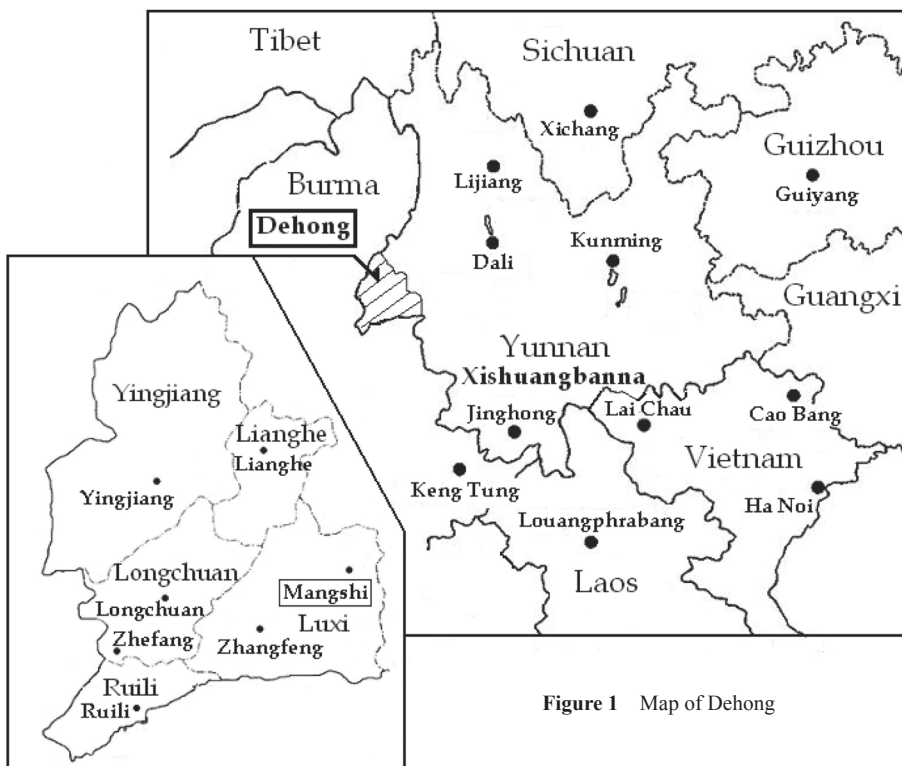 Tibet
Sichuan
Xichang
Guizhou
Guiyang
Lijiang
Burma
Dehong
Dali
Kunming
Guangxi
Yunnan
Xishuangbanna
Jinghong
Lai Chau
Cao Bang
Vietnam
Keng Tung
Ha Noi
Louangphrabang
Laos
Yingjiang
Lianghe
Lianghe
Yingjiang
Longchuan
Longchuan
Mangshi
Luxi
Zhefang
Zhangfeng
Ruili
Ruili
Figure 1 Map of Dehong